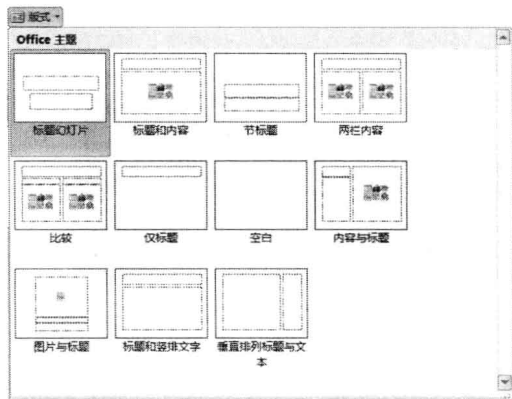 版式
Office 主题
标题幻灯片 标题和内容 节标题 两栏内容
比较 仅标题 空白 内容与标题
图片与标题 标题和竖排文字 垂直排列标题与文
本